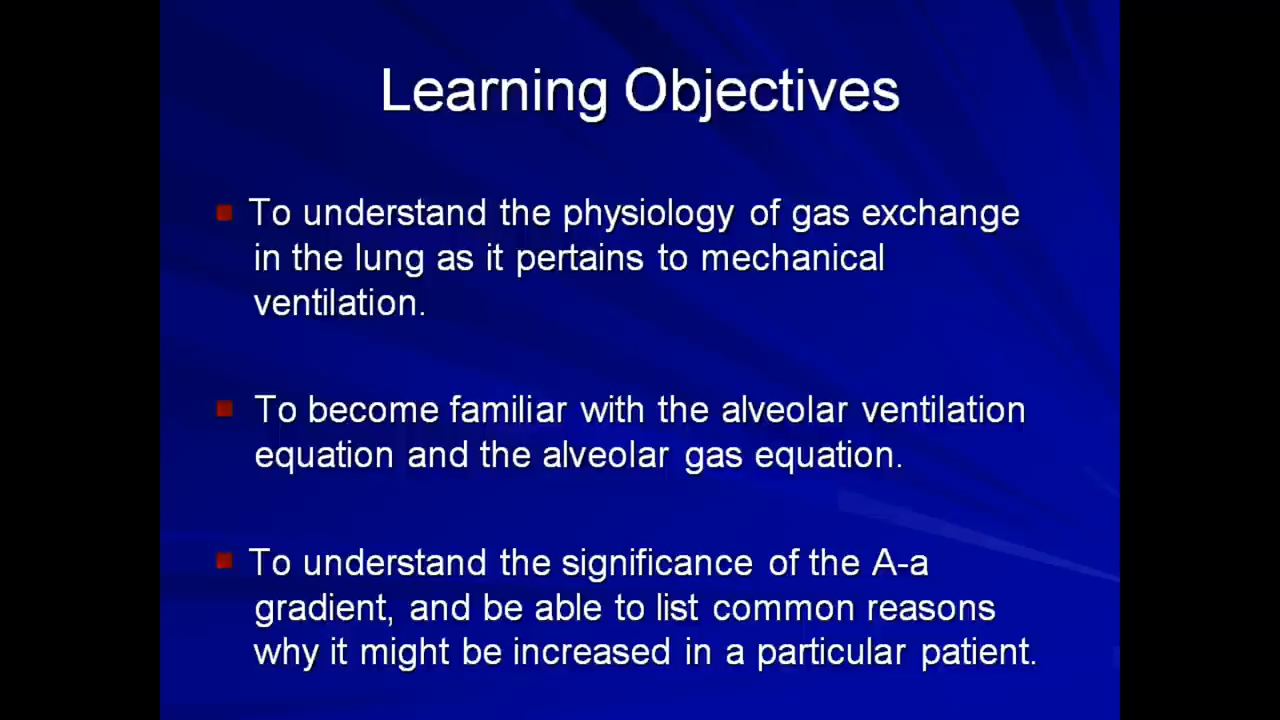 Learning Objectives
To understand the physiology of gas exchange
in the lung as it pertains to mechanical
ventilation.
To become familiar with the alveolar ventilation
equation and the alveolar gas equation.
To understand the significance of the A-a
gradient, and be able to list common reasons
why it might be increased in a particular patient.